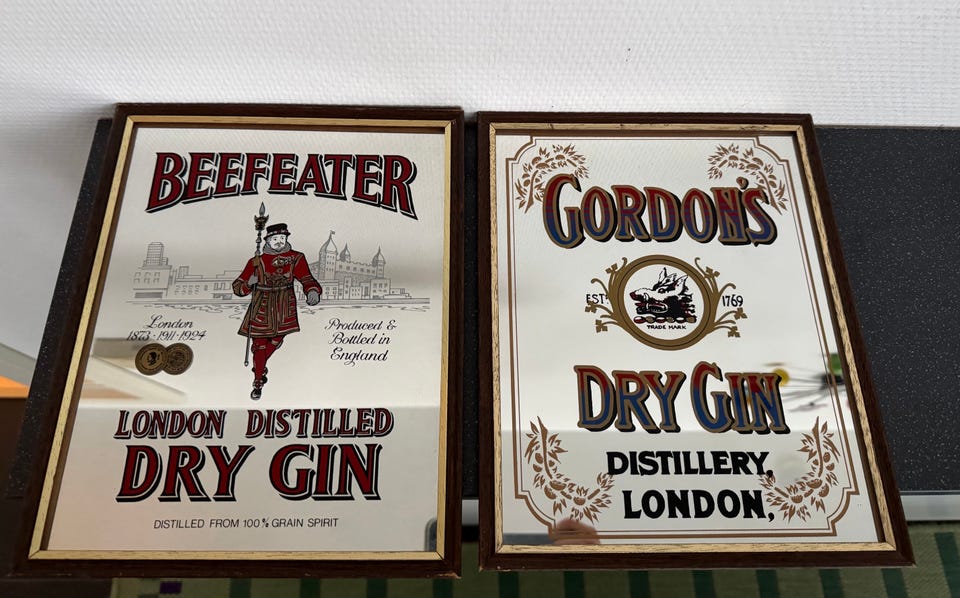 BEEFEATER
London
1873·1911·1924
Produced &
Bottled in
England
LONDON DISTILLED
DRY GIN
DISTILLED FROM 100% GRAIN SPIRIT
GORDON'S
EST. 1769
TRADE MARK
DRY GIN
DISTILLERY,
LONDON,